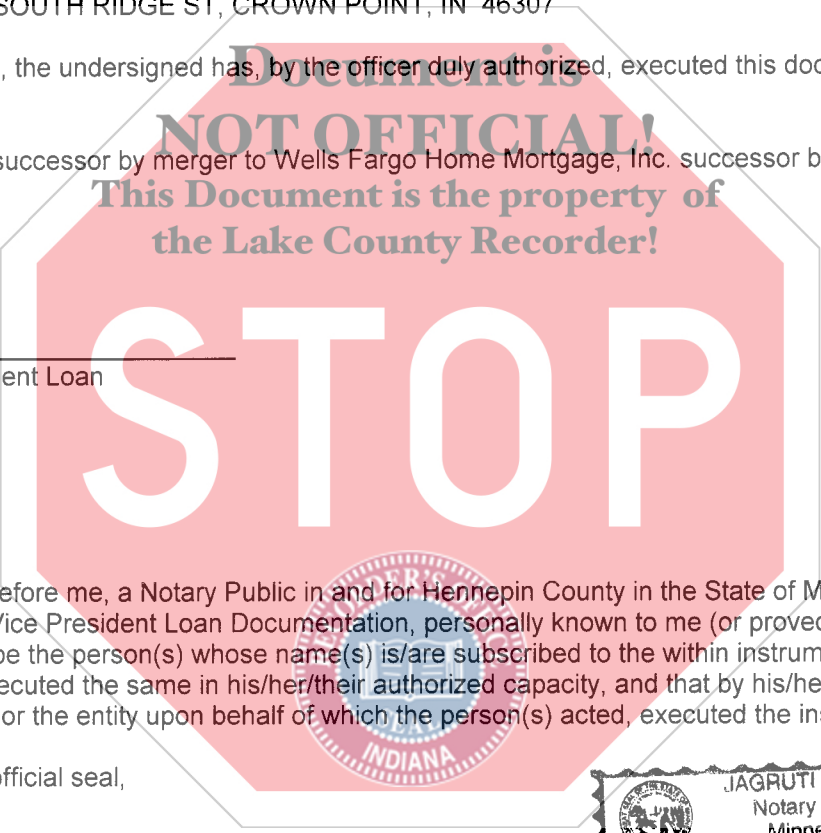 SOUTH RIDGE ST, CROWN POINT, IN 46307
, the undersigned has, by the officer duly authorized, executed this doc
Document is
NOT OFFICIAL!
successor by merger to Wells Fargo Home Mortgage, Inc. successor b
This Document is the property of
the Lake County Recorder!
ent Loan
STOP
efore me, a Notary Public in and for Hennepin County in the State of M
Vice President Loan Documentation, personally known to me (or proved
be the person(s) whose name(s) is/are subscribed to the within instrum
ecuted the same in his/her/their authorized capacity, and that by his/he
or the entity upon behalf of which the person(s) acted, executed the ins
SEAL
INDIANA
official seal,
JAGRUTI
Notary
Minne